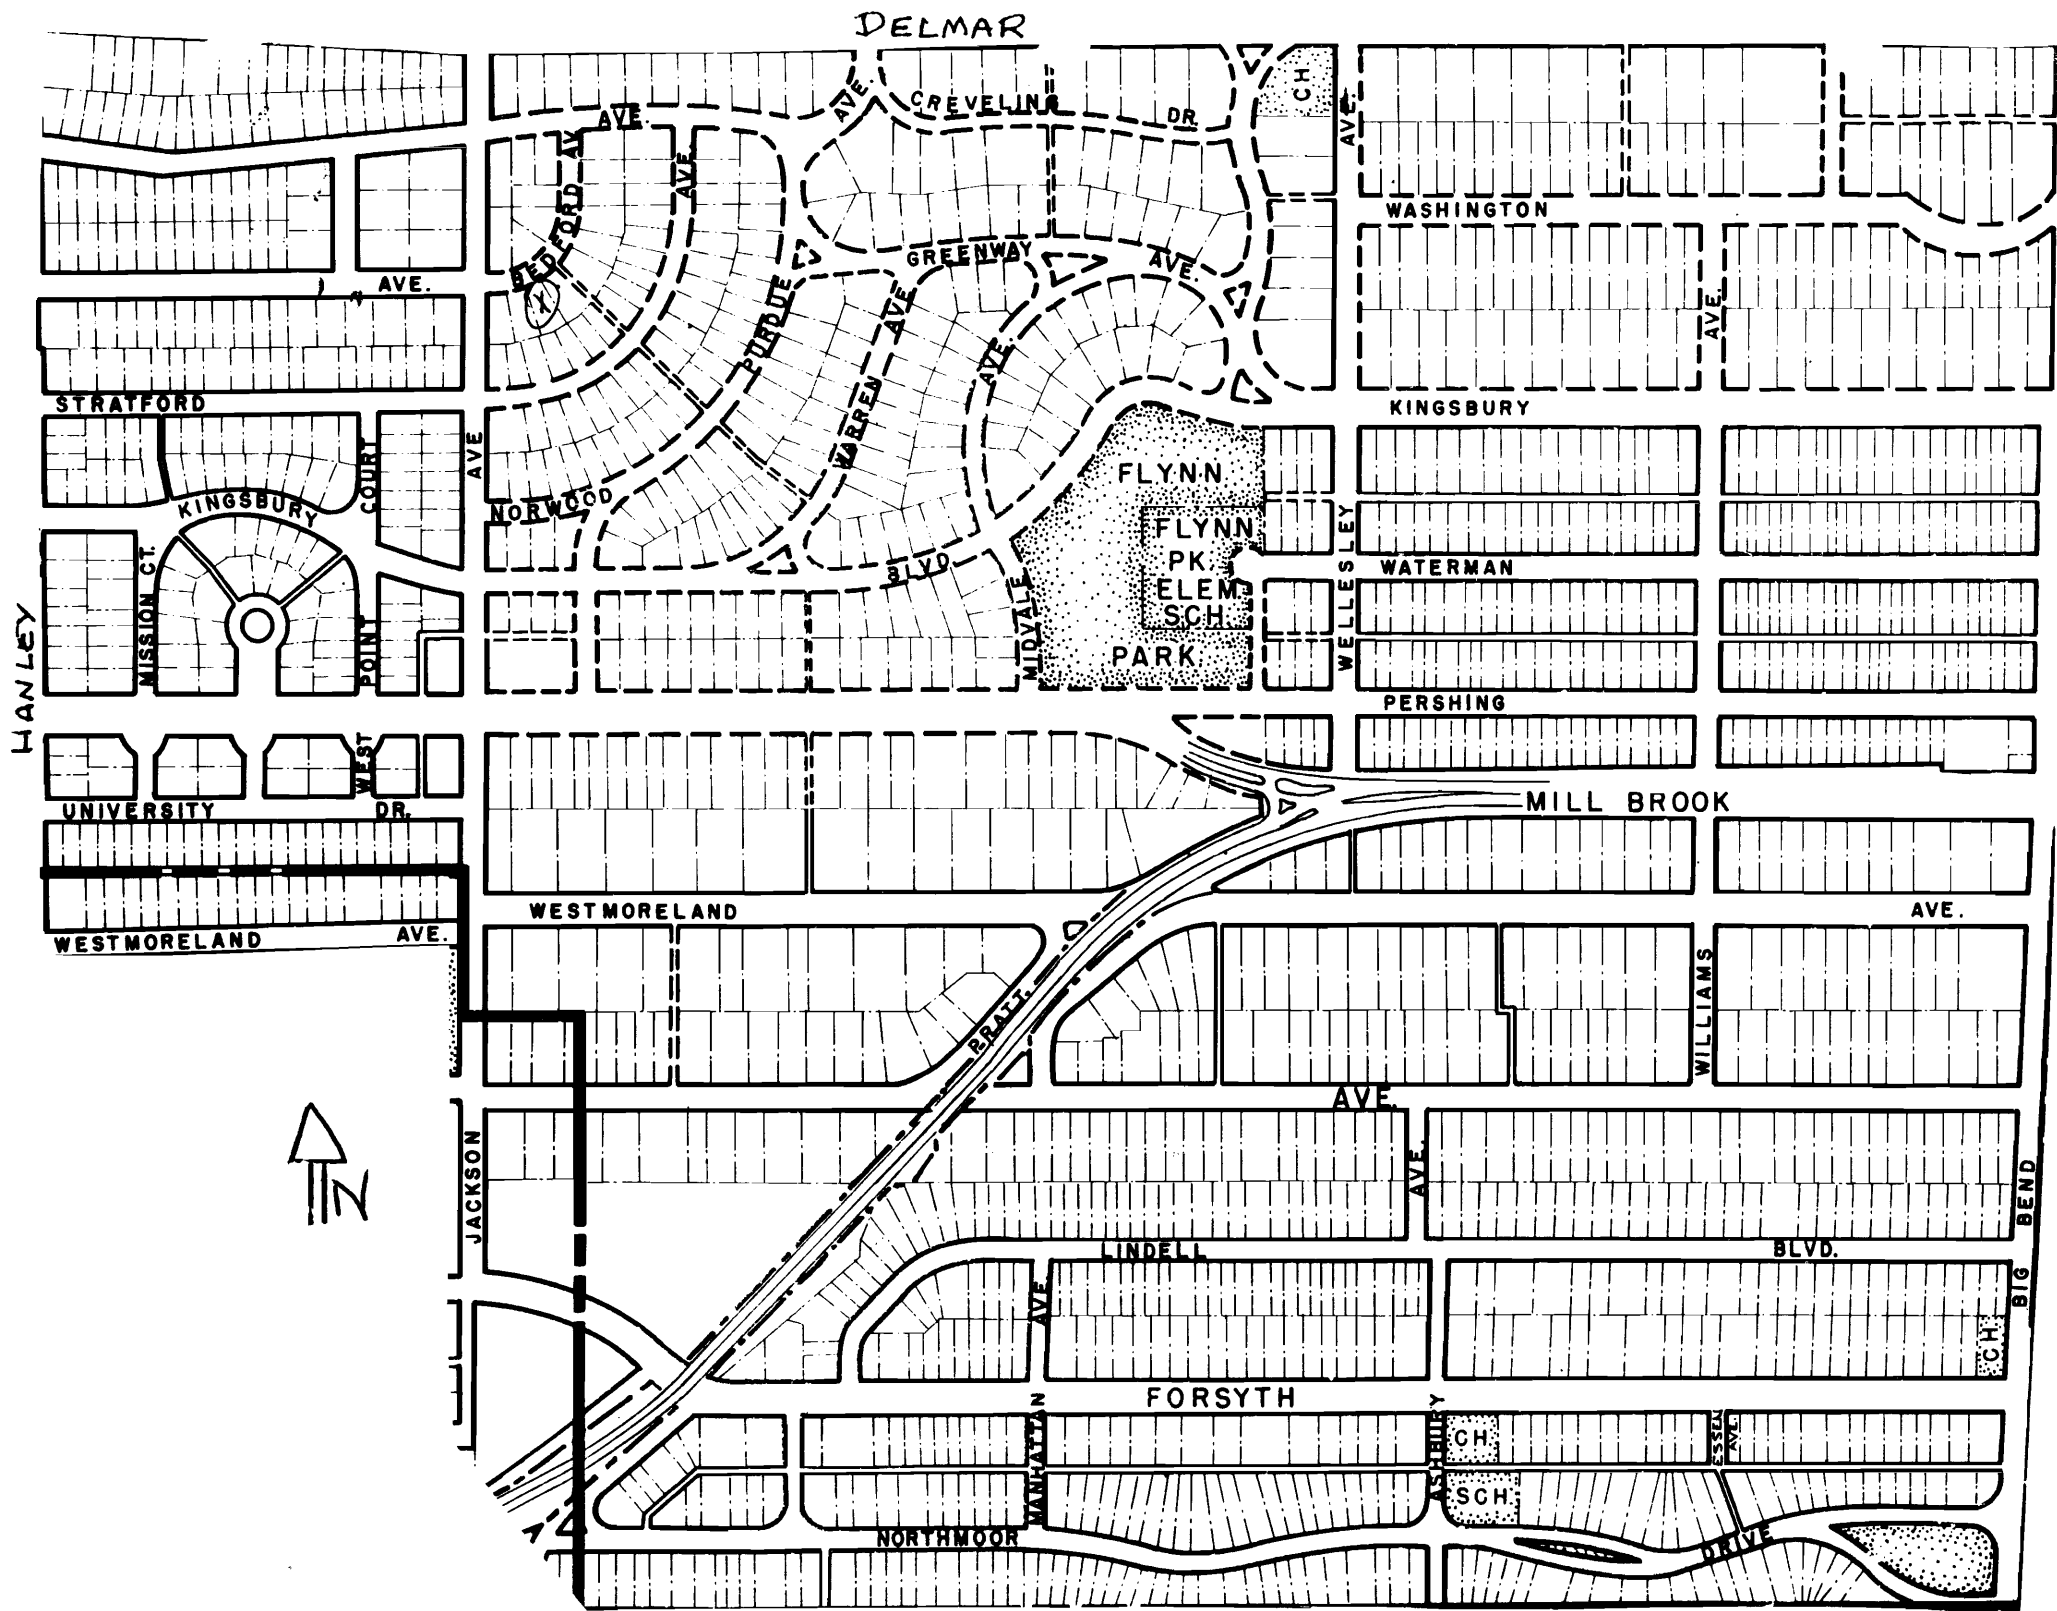 DELMAR
CH
AVE.
CREVELING
DR.
AVE.
AVE.
BEDFORD AV
AVE.
WASHINGTON
GREENWAY
AVE.
AVE.
PURDUE
WARREN AVE
AVE.
AVE.
STRATFORD
KINGSBURY
COURT
AVE
FLYNN
NORWOOD
KINGSBURY
FLYNN
PK
ELEM
SCH.
WELLESLEY
WATERMAN
MISSION CT.
BLVD
MIDVALE
HANLEY
POINT
PARK
PERSHING
WEST
UNIVERSITY
DR.
MILL BROOK
WESTMORELAND
AVE.
WESTMORELAND
AVE.
WILLIAMS
PRATT
AVE.
N
JACKSON
AVE.
BIG BEND
LINDELL
BLVD.
AVE
CH.
FORSYTH
MANHATTAN
ASHBURY
CH.
AVE.
SCH.
NORTHMOOR
DRIVE